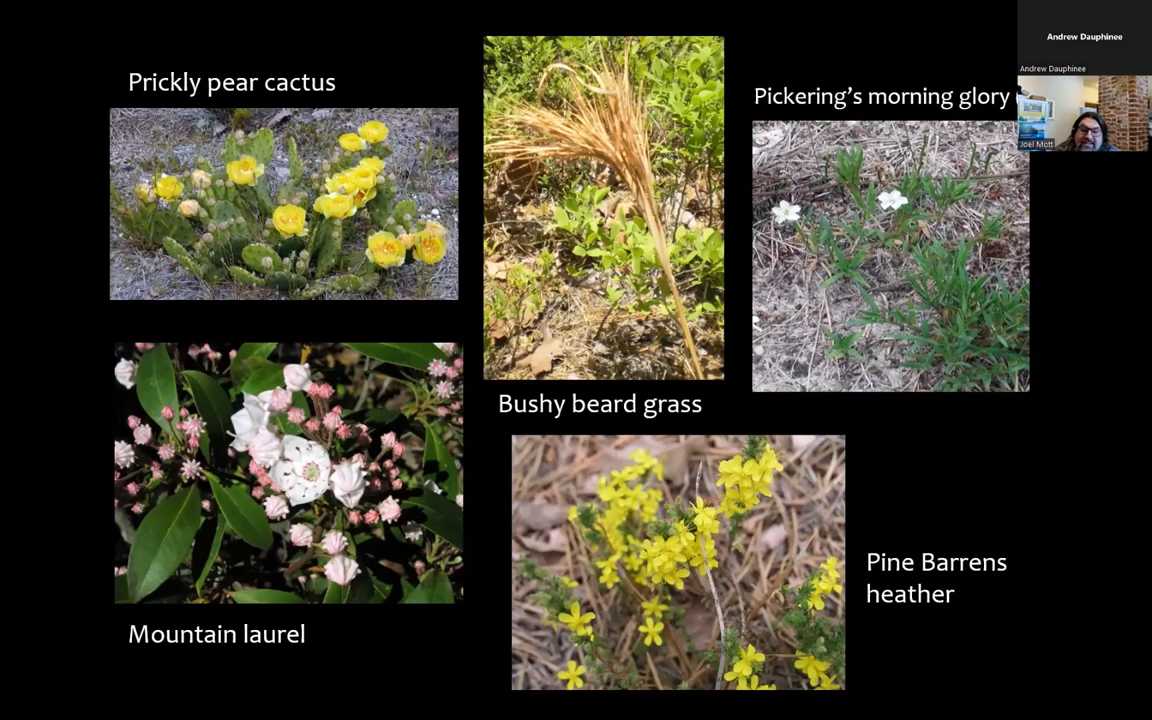 Andrew Dauphinee
Andrew Dauphinee
Joel Mott
Prickly pear cactus
Pickering’s morning glory
Bushy beard grass
Mountain laurel
Pine Barrens
heather